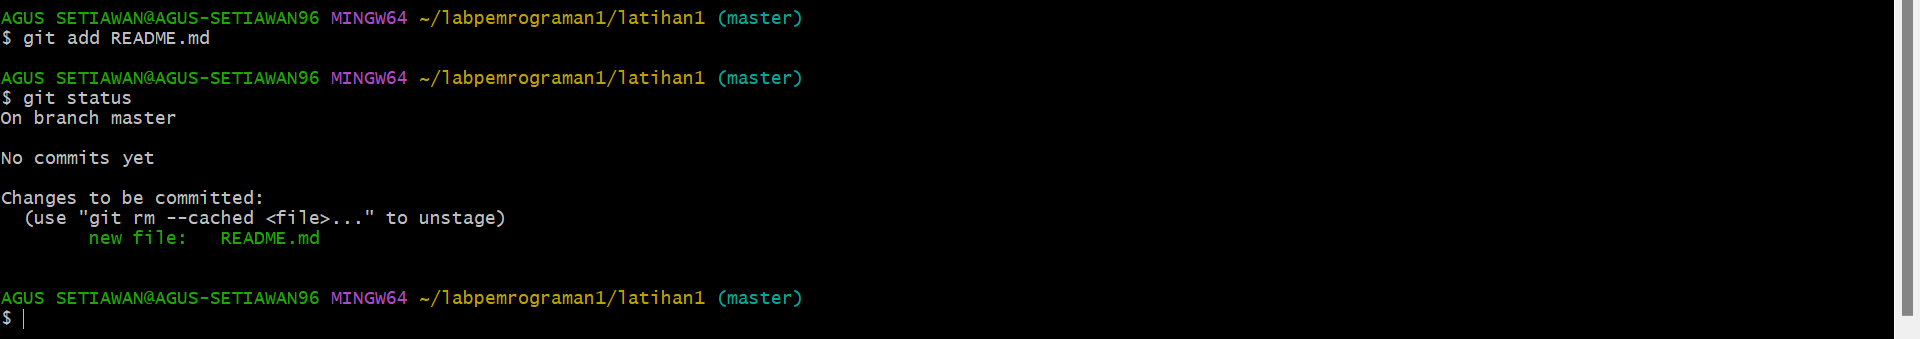 AGUS SETIAWAN@AGUS-SETIAWAN96 MINGW64 ~/labpemrograman1/latihan1 (master)
$ git add README.md
AGUS SETIAWAN@AGUS-SETIAWAN96 MINGW64 ~/labpemrograman1/latihan1 (master)
$ git status
On branch master
No commits yet
Changes to be committed:
  (use "git rm --cached <file>..." to unstage)
        new file:   README.md
AGUS SETIAWAN@AGUS-SETIAWAN96 MINGW64 ~/labpemrograman1/latihan1 (master)
$